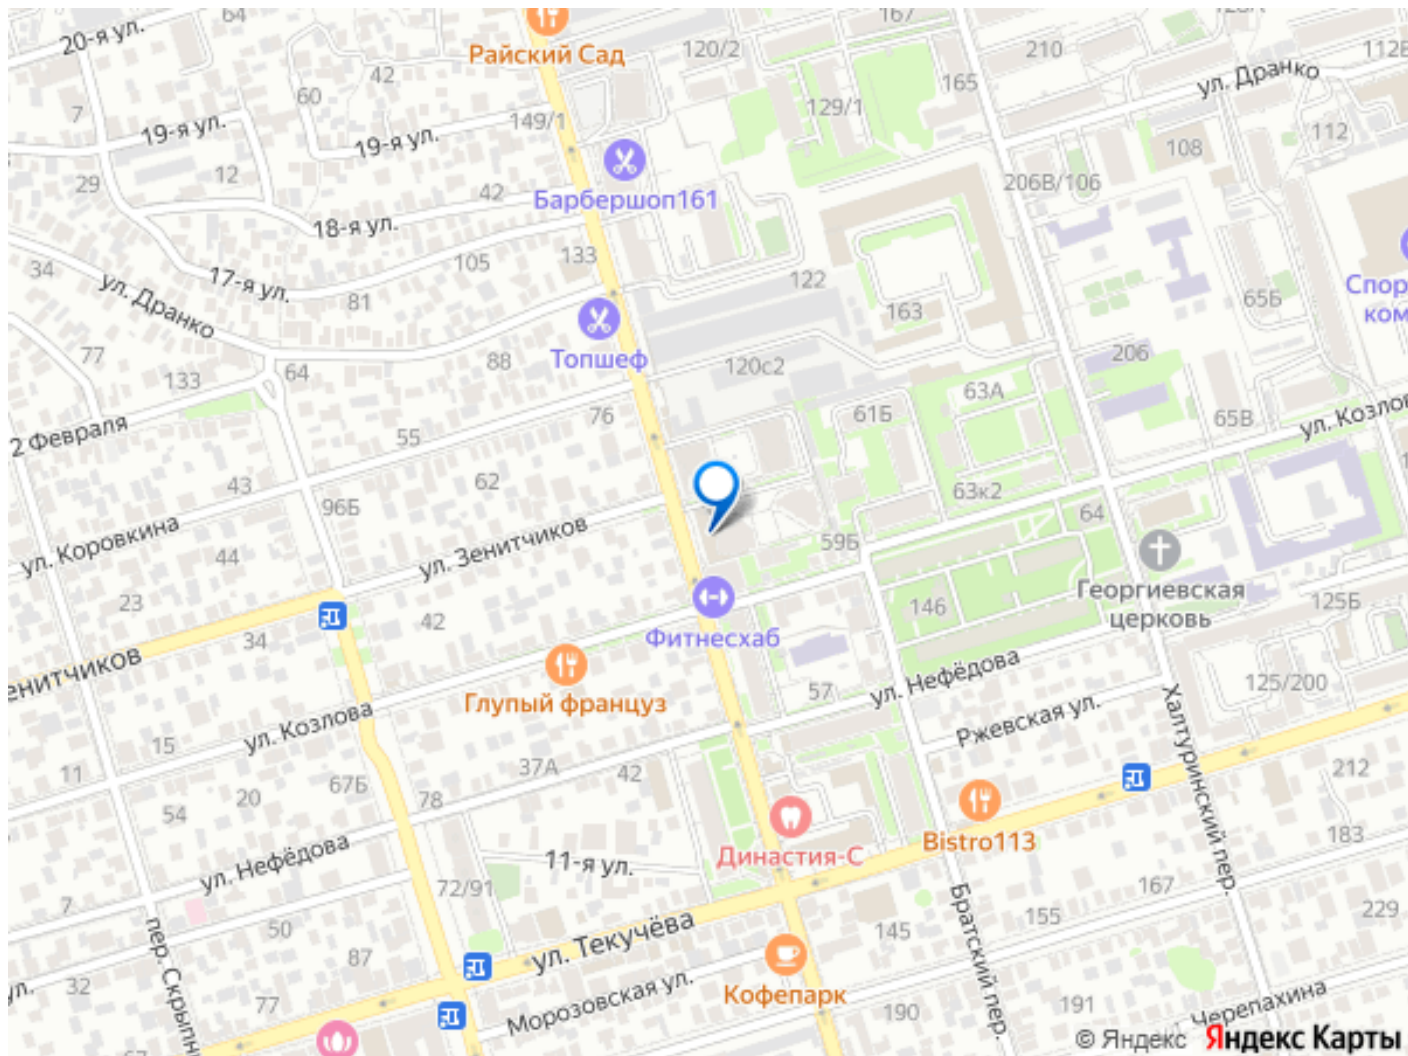 64
20-я ул.
Райский Сад
120/2
167
210
112В
165
ул. Дранко
42
7
60
129/1
19-я ул.
19-я ул.
149/1
112
108
29
12
42
Барбершоп161
206В/106
18-я ул.
133
105
34
17-я ул.
81
122
65Б
ул. Дранко
163
Топшеф
77
133
64
88
120с2
206
63А
61Б
65В
ул. Козлов
2 Февраля
55
76
43
62
63к2
96Б
64
ул. Коровкина
44
ул. Зенитчиков
59Б
Георгиевская
церковь
23
34
42
146
125Б
Фитнесхаб
енитчиков
Глупый француз
57
ул. Нефёдова
125/200
ул. Козлова
Ржевская ул.
Халтуринский пер.
15
11
37А
42
67Б
78
212
54
20
Bistro113
183
Династия-С
ул. Нефёдова
11-я ул.
72/91
167
7
155
229
50
145
ул. Текучёва
Братский пер.
пер. Скрыпн
87
32
77
Кофепарк
Морозовская ул.
190
191
Черепахина
© Яндекс Яндекс Карты